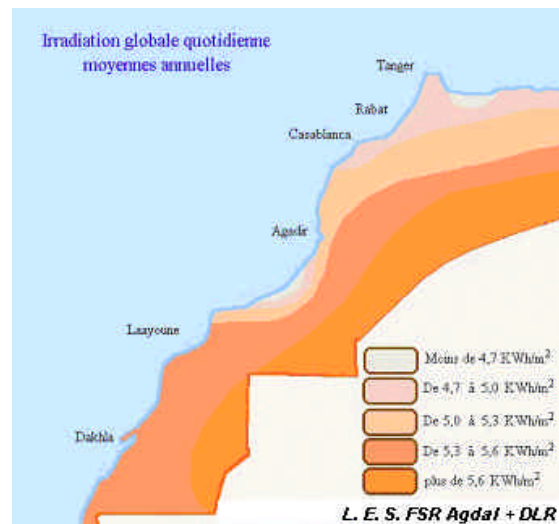 Irradiation globale quotidienne
moyennes annuelles
Tanger
Rabat
Casablanca
Agadir
Laayoune
Dakhla
Moins de 4,7 KWh/m²
De 4,7 à 5,0 KWh/m²
De 5,0 à 5,3 KWh/m²
De 5,3 à 5,6 KWh/m²
plus de 5,6 KWh/m²
L. E. S. FSR Agdal + DLR